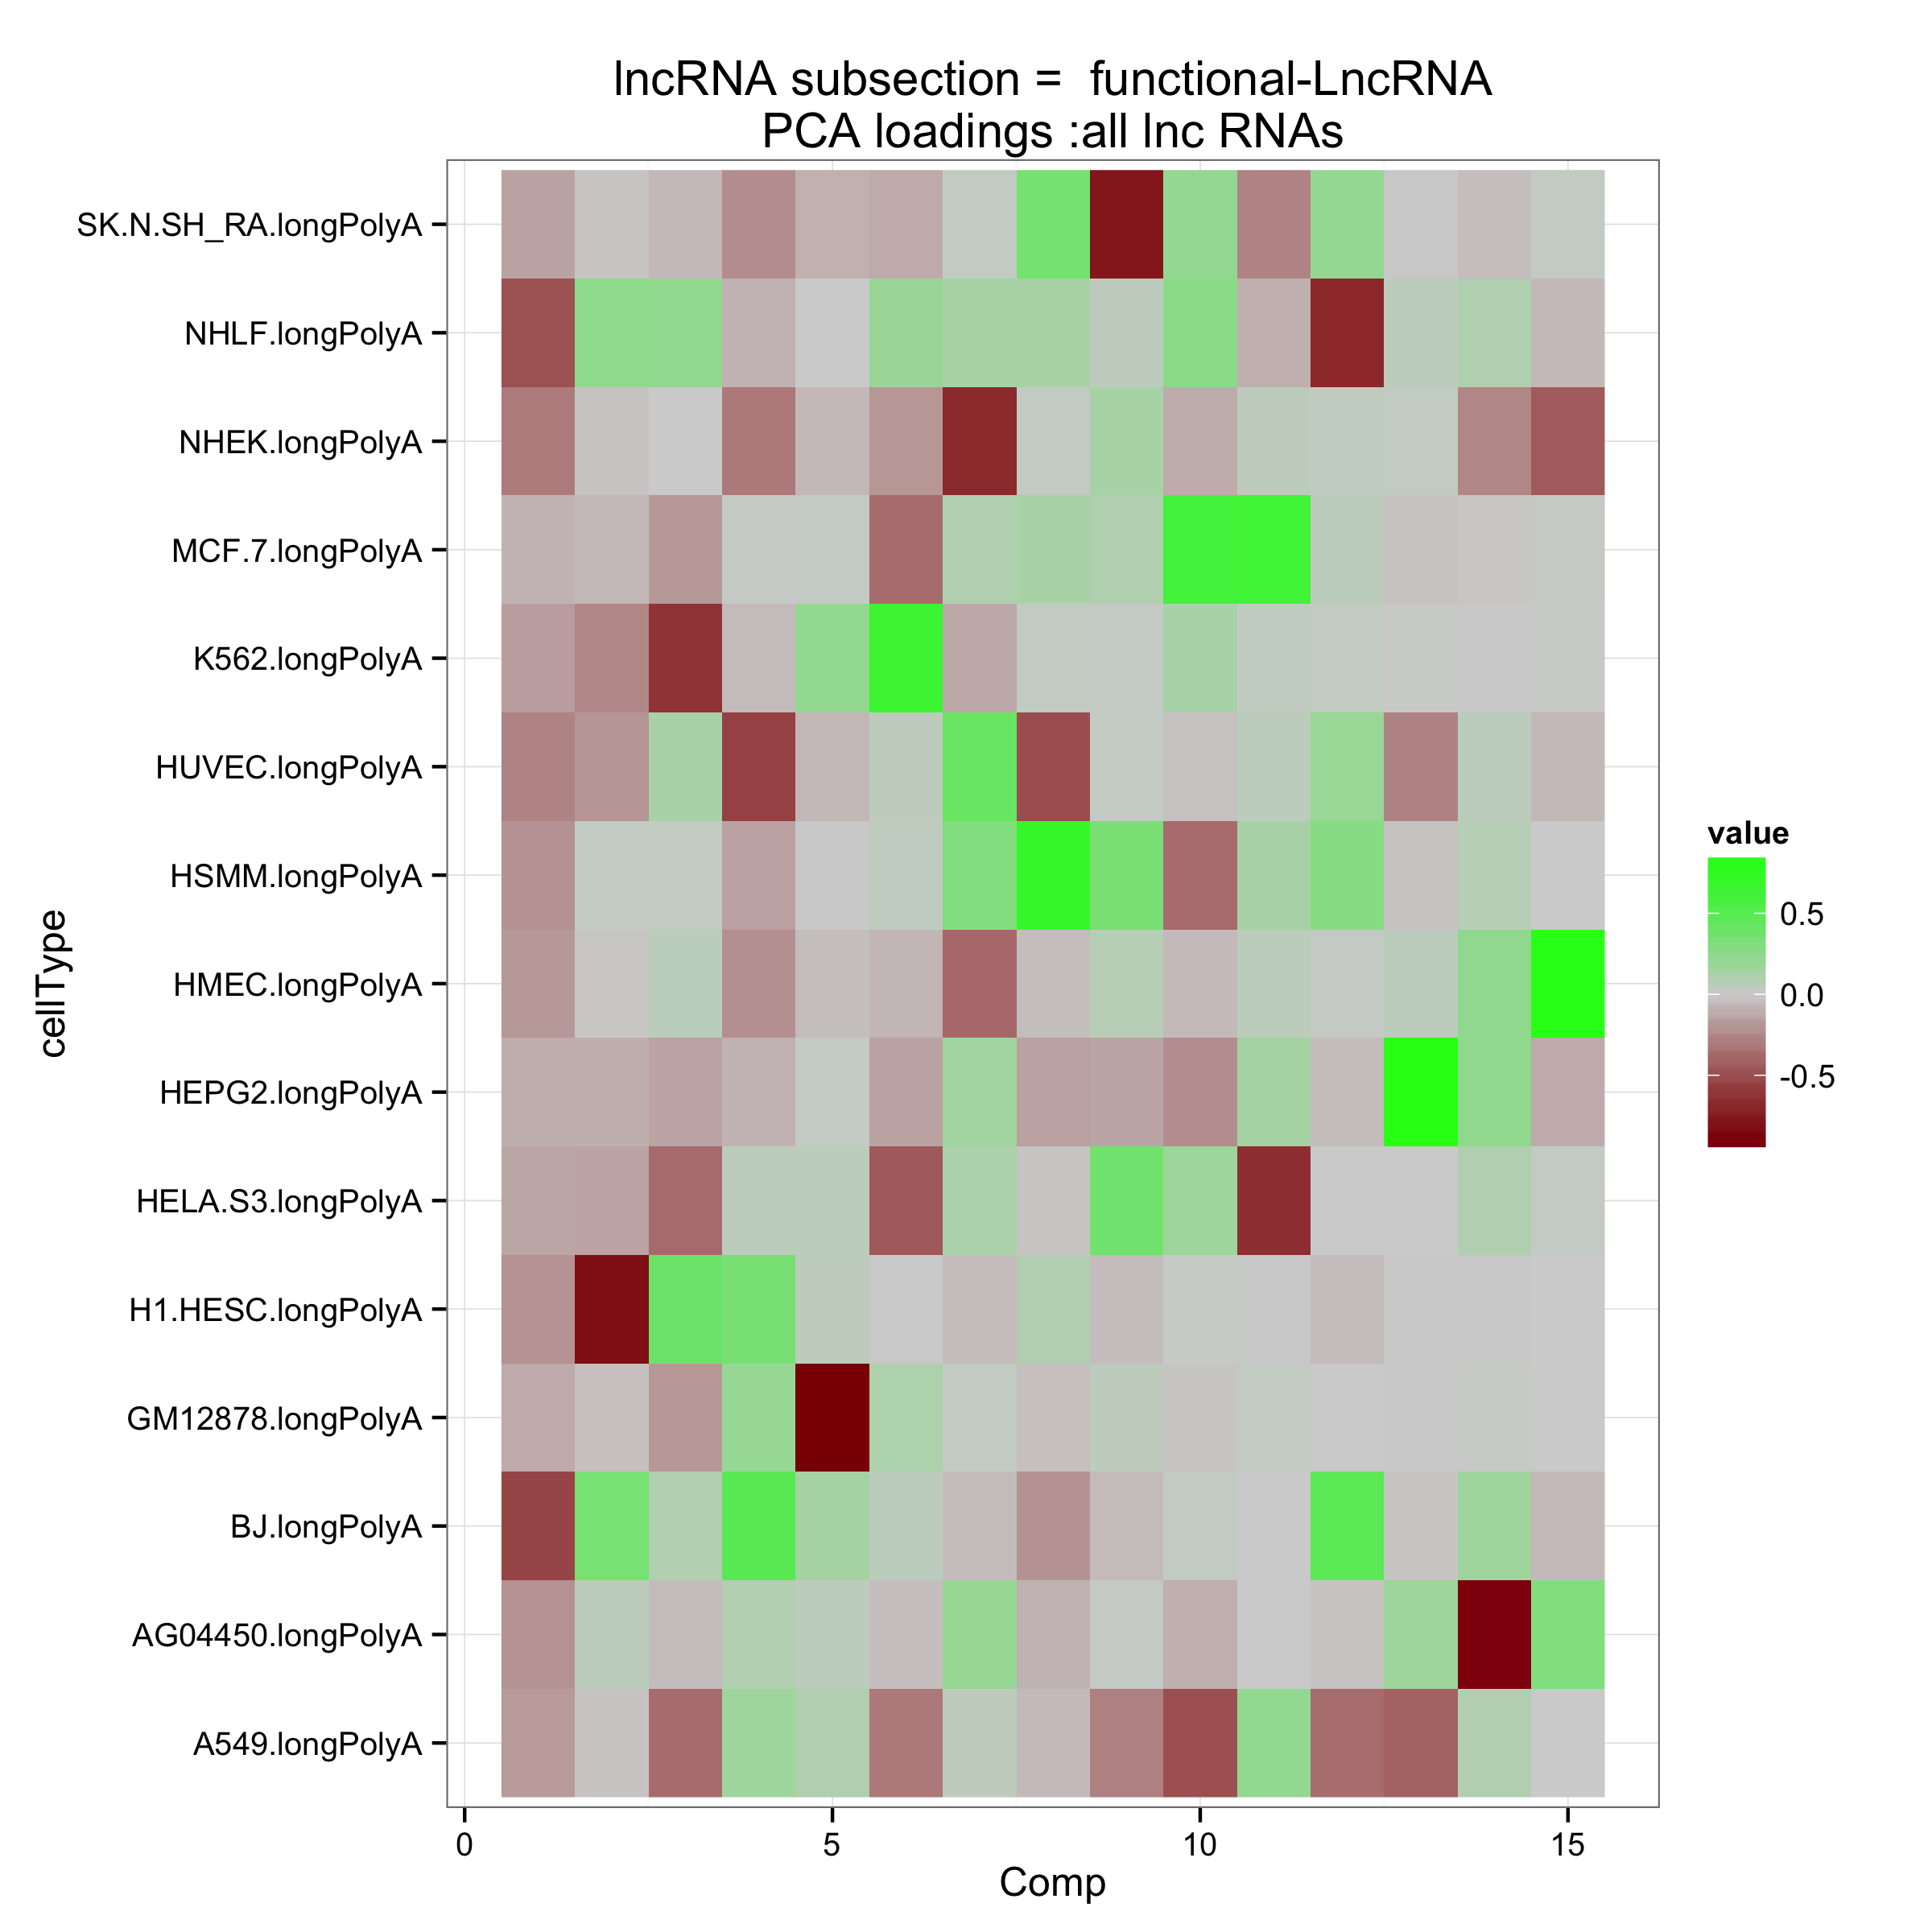 lncRNA subsection =  functional-LncRNA
PCA loadings :all lnc RNAs
cellType
SK.N.SH_RA.longPolyA
NHLF.longPolyA
NHEK.longPolyA
MCF.7.longPolyA
K562.longPolyA
HUVEC.longPolyA
HSMM.longPolyA
HMEC.longPolyA
HEPG2.longPolyA
HELA.S3.longPolyA
H1.HESC.longPolyA
GM12878.longPolyA
BJ.longPolyA
AG04450.longPolyA
A549.longPolyA
0 5 10 15
Comp
value
0.5
0.0
-0.5